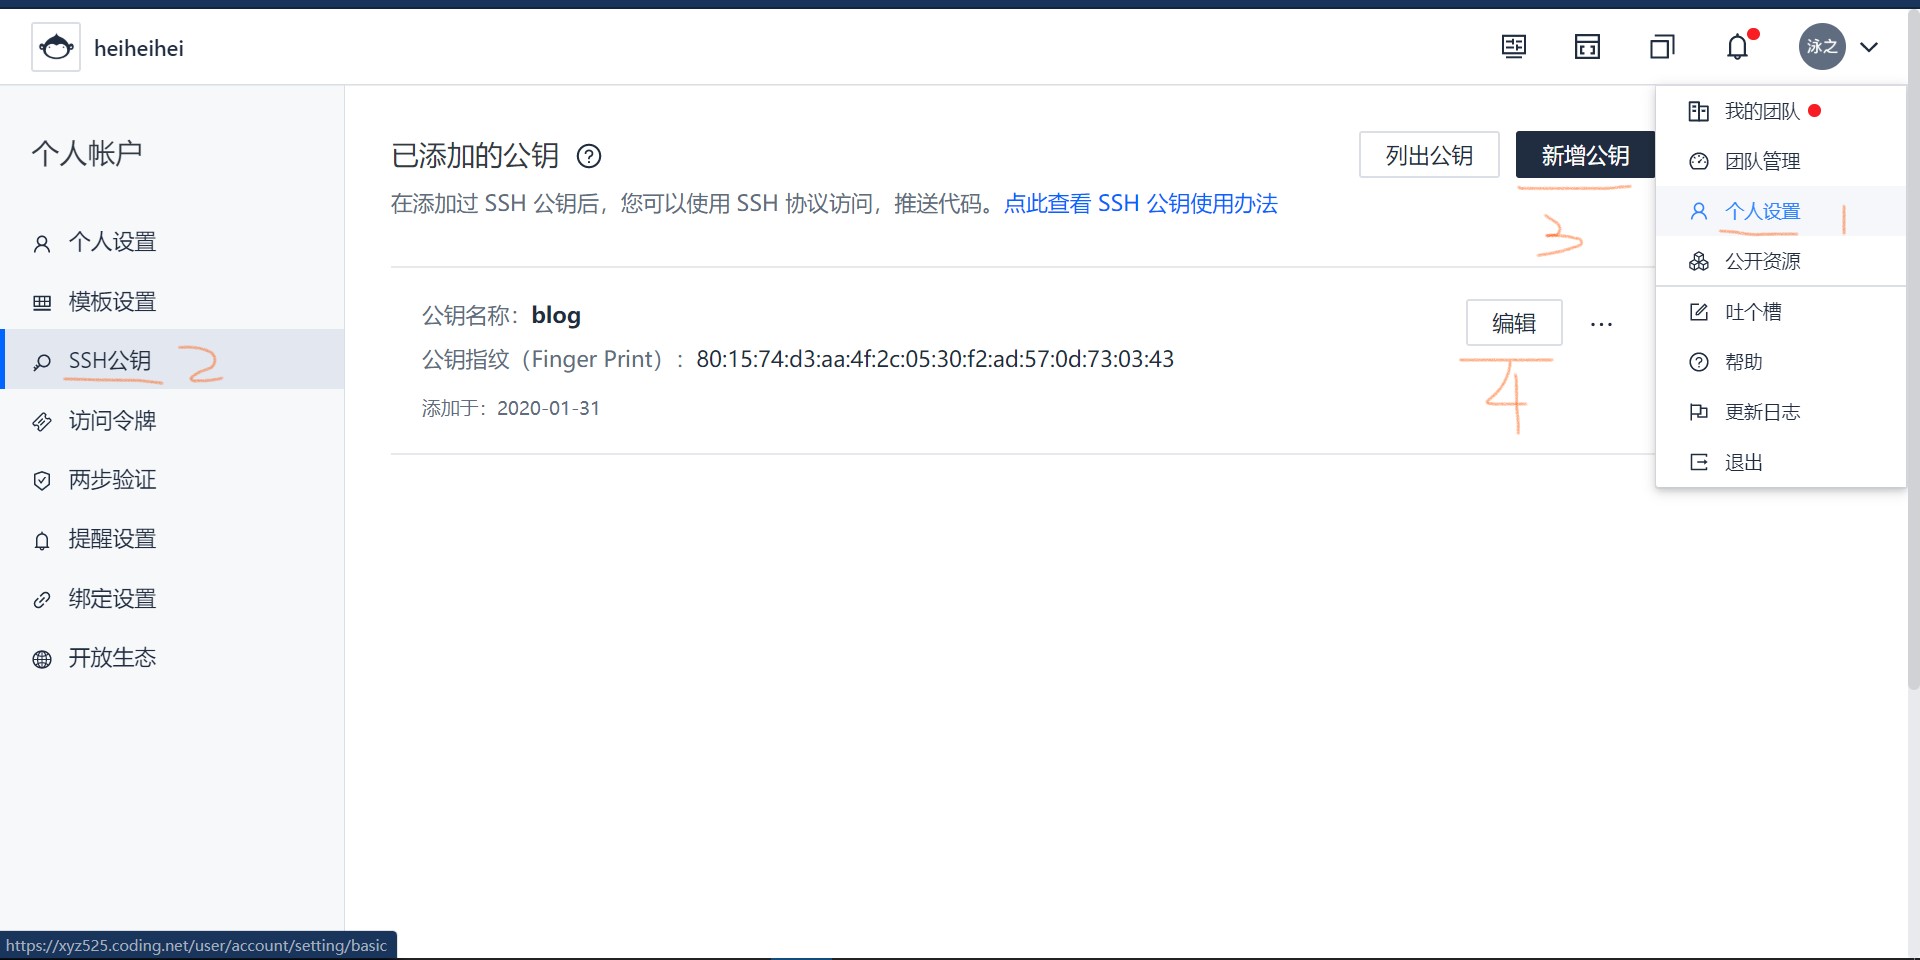 heiheihei
泳之
个人帐户
个人设置
模板设置
SSH公钥 2
访问令牌
两步验证
提醒设置
绑定设置
开放生态
已添加的公钥
列出公钥
新增公钥
3
在添加过 SSH 公钥后，您可以使用 SSH 协议访问，推送代码。点此查看 SSH 公钥使用办法
公钥名称：blog
公钥指纹（Finger Print）：80:15:74:d3:aa:4f:2c:05:30:f2:ad:57:0d:73:03:43
添加于：2020-01-31
编辑
...
4
我的团队
团队管理
个人设置 1
公开资源
吐个槽
帮助
更新日志
退出
https://xyz525.coding.net/user/account/setting/basic